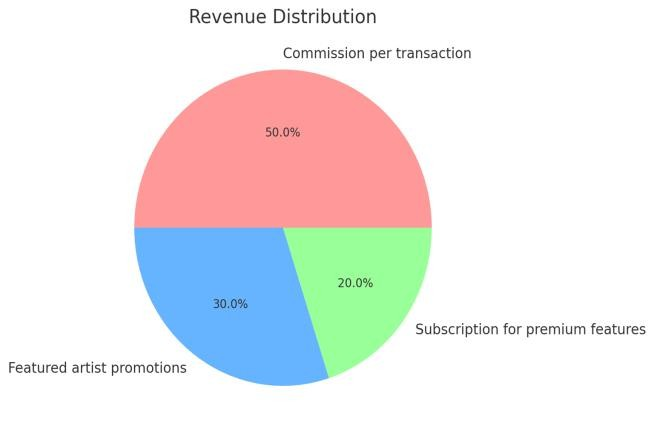 Revenue Distribution
Commission per transaction
50.0%
20.0%
30.0%
Subscription for premium features
Featured artist promotions